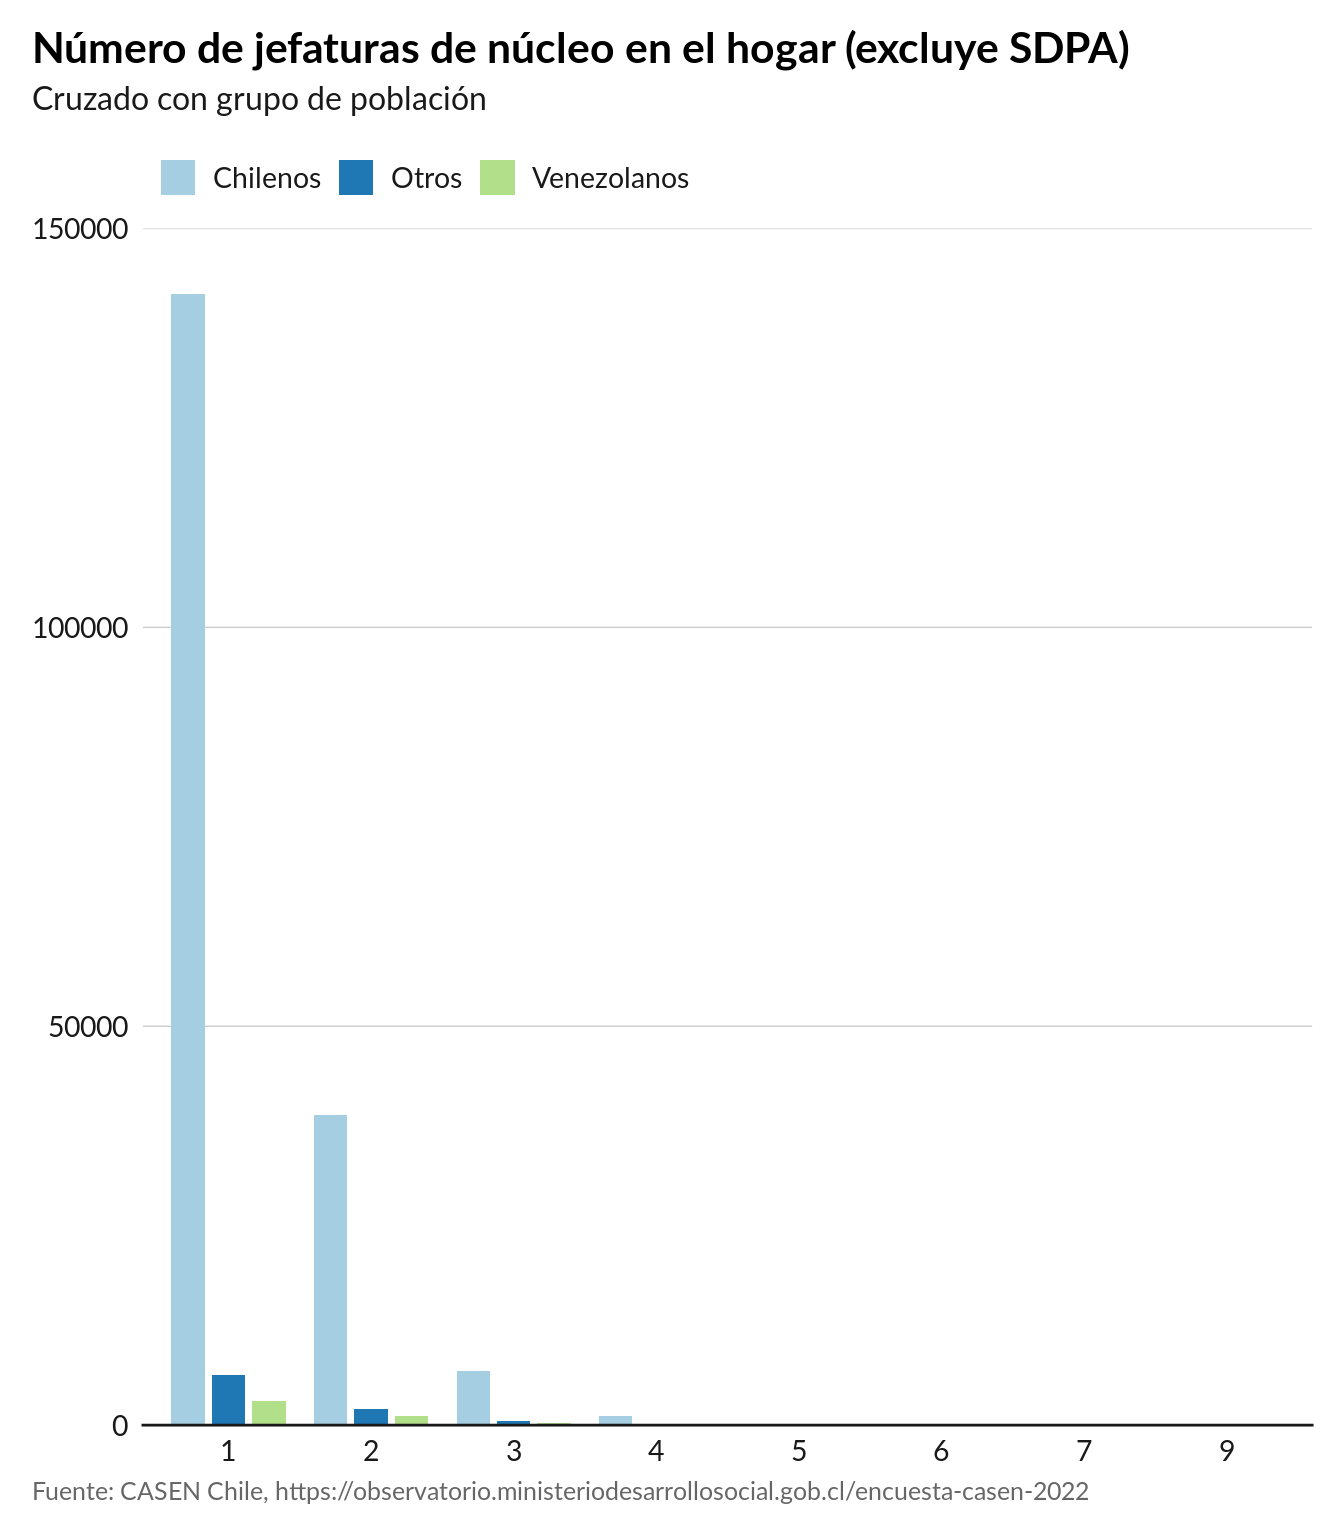 Número de jefaturas de núcleo en el hogar (excluye SDPA)
Cruzado con grupo de población
Chilenos Otros Venezolanos
150000
100000
50000
0
1 2 3 4 5 6 7 9
Fuente: CASEN Chile, https://observatorio.ministeriodesarrollosocial.gob.cl/encuesta-casen-2022